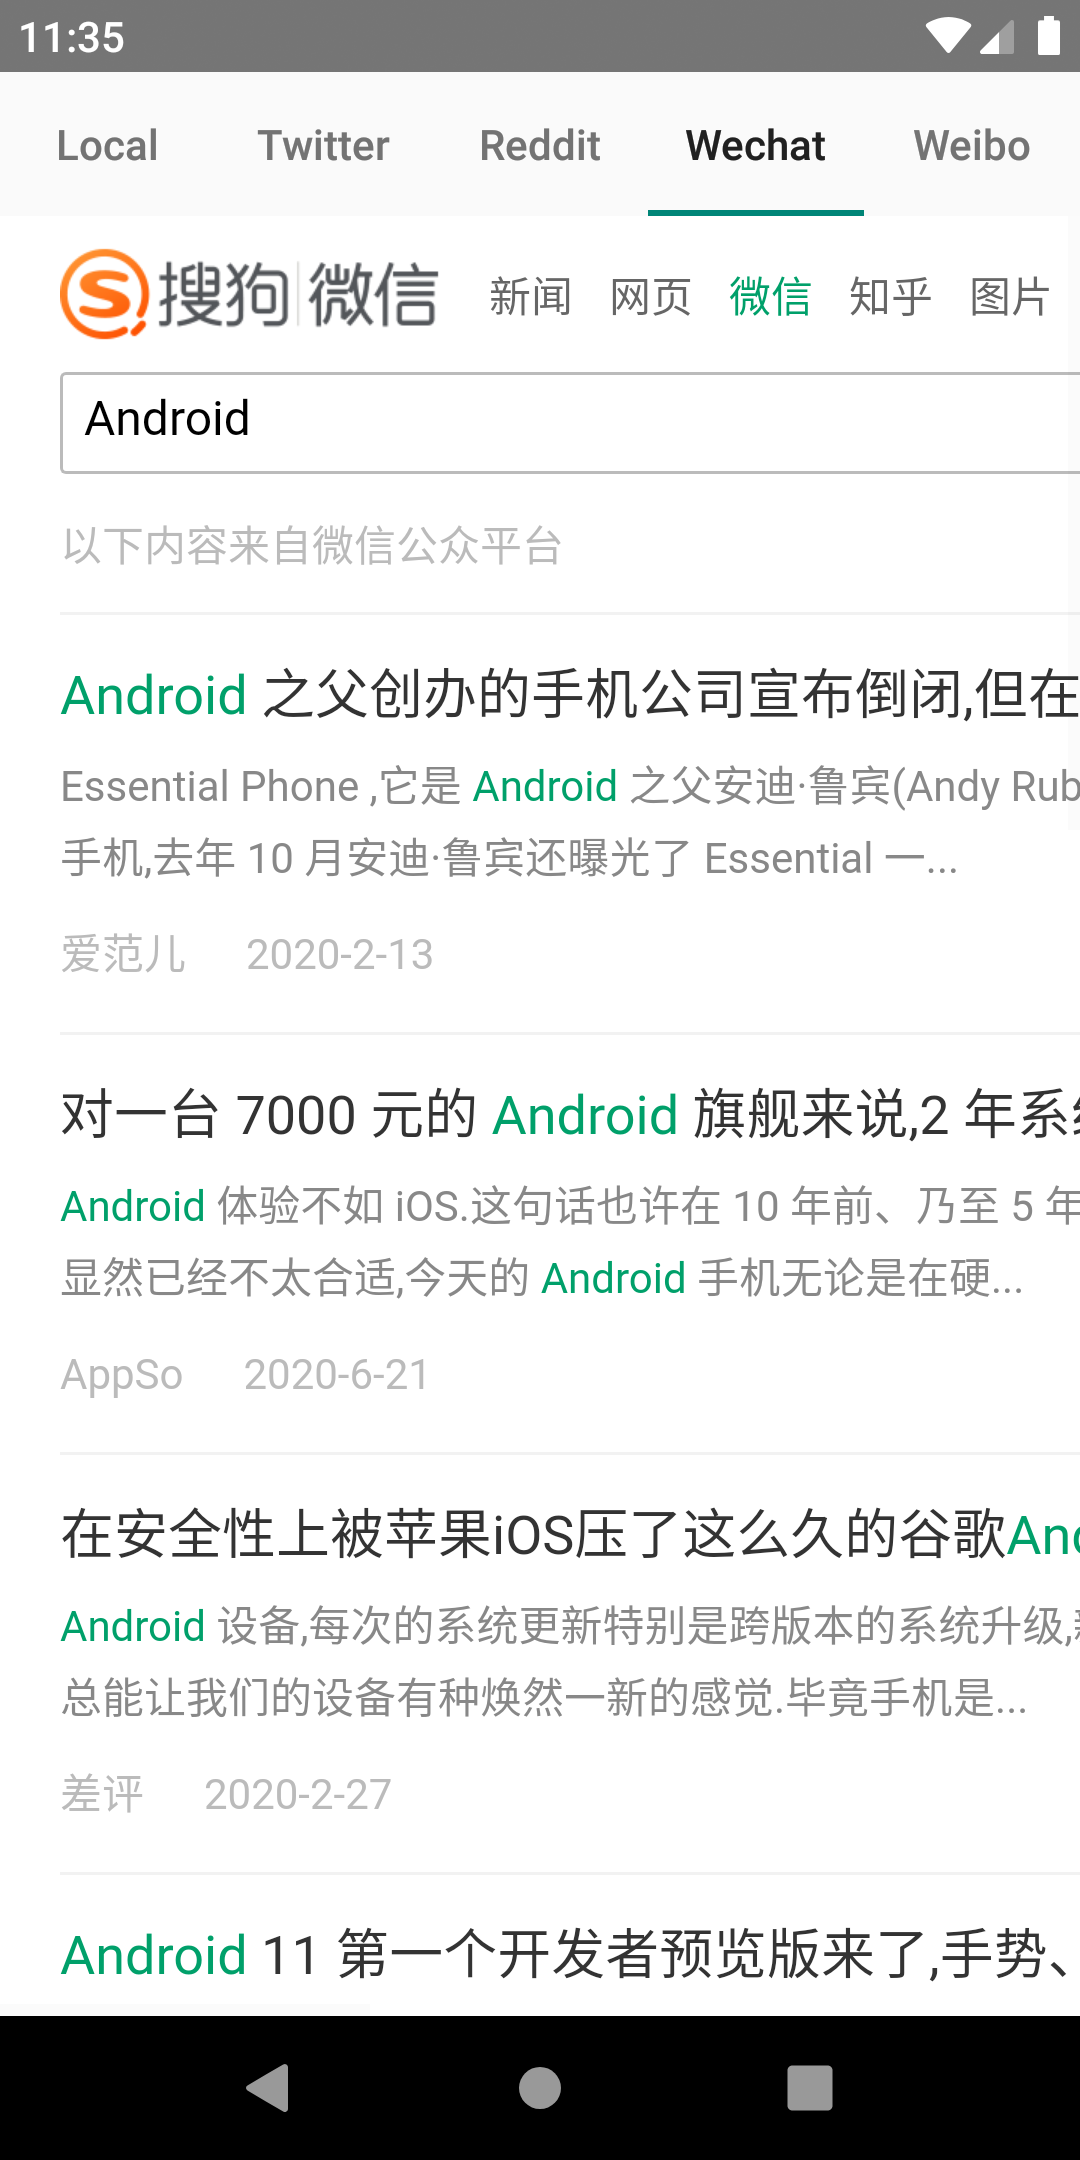 11:35
Local Twitter Reddit Wechat Weibo
搜狗 微信 新闻 网页 微信 知乎 图片
Android
以下内容来自微信公众平台
Android 之父创办的手机公司宣布倒闭,但在
Essential Phone ,它是 Android 之父安迪·鲁宾(Andy Rub
手机,去年 10 月安迪·鲁宾还曝光了 Essential 一...
爱范儿 2020-2-13
对一台 7000 元的 Android 旗舰来说,2 年系
Android 体验不如 iOS.这句话也许在 10 年前、乃至 5 年
显然已经不太合适,今天的 Android 手机无论是在硬...
AppSo 2020-6-21
在安全性上被苹果iOS压了这么久的谷歌And
Android 设备,每次的系统更新特别是跨版本的系统升级,
总能让我们的设备有种焕然一新的感觉.毕竟手机是...
差评 2020-2-27
Android 11 第一个开发者预览版来了,手势、